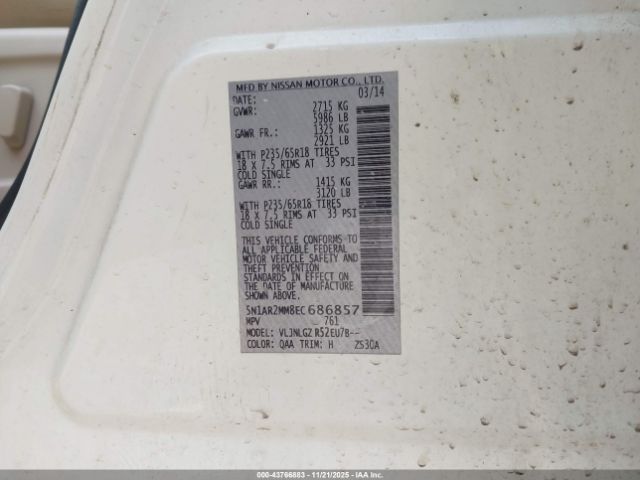 MFD BY NISSAN MOTOR CO., LTD.
DATE: 03/14
GVWR: 2715 KG
5986 LB
GAWR FR.: 1325 KG
2921 LB
WITH P235/65R18 TIRES
18 X 7.5 RIMS AT 33 PSI
COLD SINGLE
GAWR RR.: 1415 KG
3120 LB
WITH P235/65R18 TIRES
18 X 7.5 RIMS AT 33 PSI
COLD SINGLE
THIS VEHICLE CONFORMS TO
ALL APPLICABLE FEDERAL
MOTOR VEHICLE SAFETY AND
THEFT PREVENTION
STANDARDS IN EFFECT ON
THE DATE OF MANUFACTURE
SHOWN ABOVE.
5N1AR2MM8EC686857
MPV 761
MODEL: VLJNLGZ R52EU7B--
COLOR: QAA TRIM: H ZS30A
000-43766883 - 11/21/2025 - IAA, Inc.